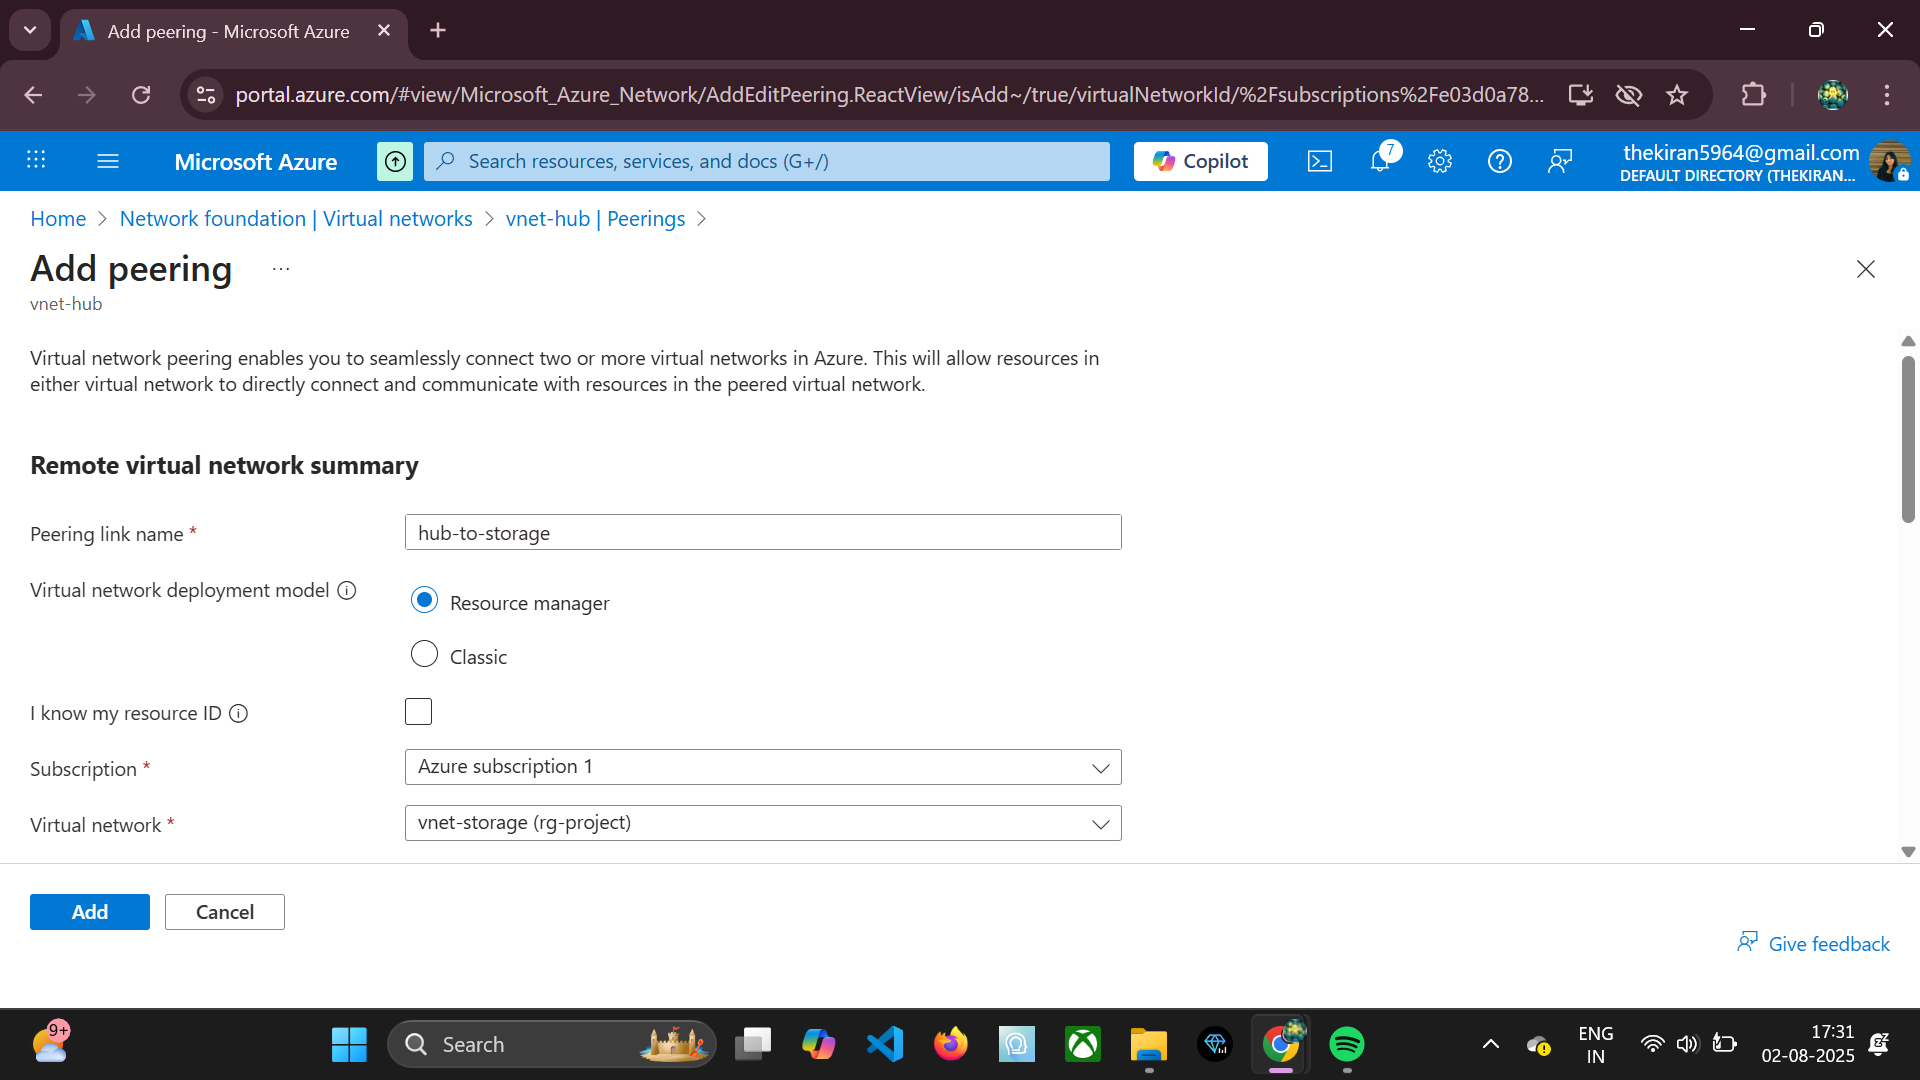 Add peering - Microsoft Azure
portal.azure.com/#view/Microsoft_Azure_Network/AddEditPeering.ReactView/isAdd~/true/virtualNetworkId/%2Fsubscriptions%2Fe03d0a78...
Microsoft Azure
Search resources, services, and docs (G+/)
Copilot
7
thekiran5964@gmail.com
DEFAULT DIRECTORY (THEKIRAN...
Home > Network foundation | Virtual networks > vnet-hub | Peerings >
Add peering ...
vnet-hub
Virtual network peering enables you to seamlessly connect two or more virtual networks in Azure. This will allow resources in
either virtual network to directly connect and communicate with resources in the peered virtual network.
Remote virtual network summary
Peering link name *
hub-to-storage
Virtual network deployment model
Resource manager
Classic
I know my resource ID
Subscription *
Azure subscription 1
Virtual network *
vnet-storage (rg-project)
Add
Cancel
Give feedback
9+
Search
ENG
IN
17:31
02-08-2025